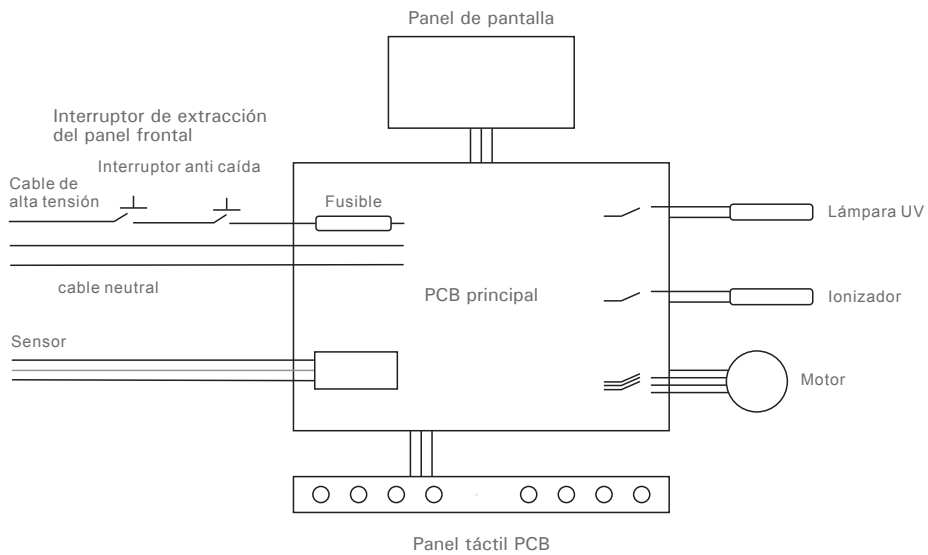 Panel de pantalla
Interruptor de extracción
del panel frontal
Interruptor anti caída
Cable de
alta tensión
Fusible
Lámpara UV
cable neutral
PCB principal
Ionizador
Sensor
Motor
Panel táctil PCB